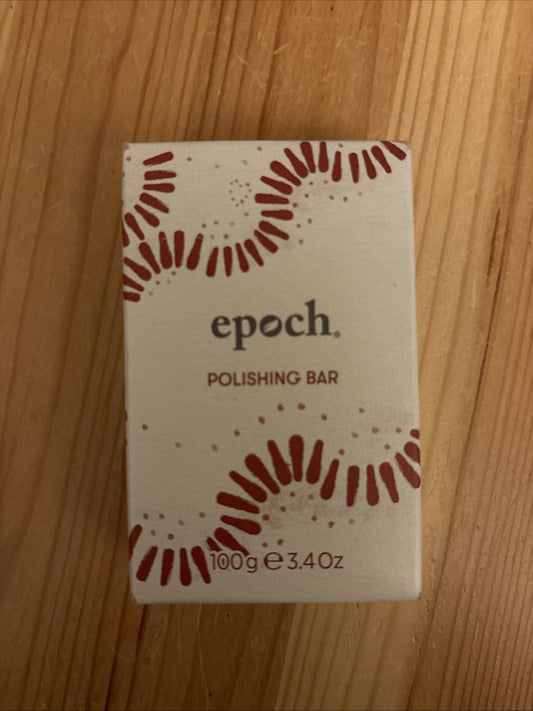 epoch®
POLISHING BAR
100g ℮ 3.4Oz